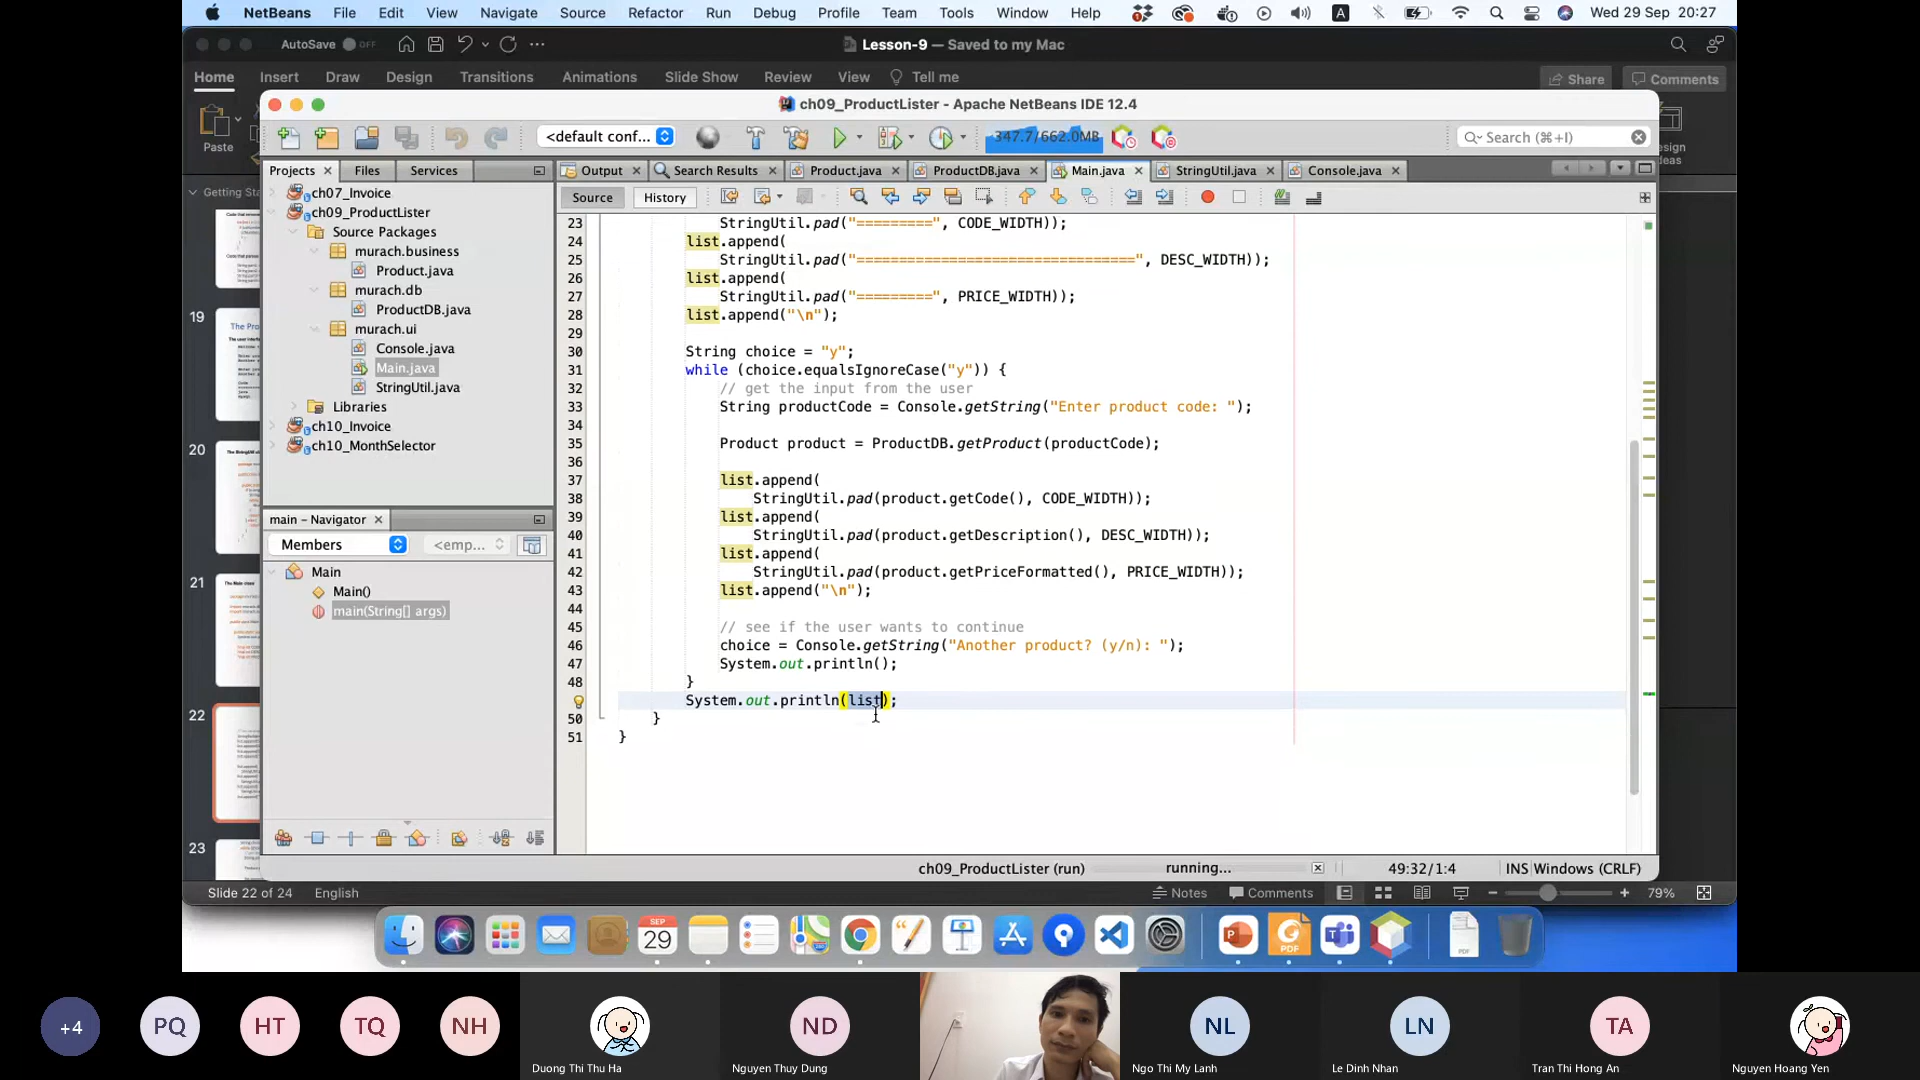 NetBeans File Edit View Navigate Source Refactor Run Debug Profile Team Tools Window Help A Wed 29 Sep 20:27
AutoSave OFF Lesson-9 — Saved to my Mac
Home Insert Draw Design Transitions Animations Slide Show Review View Tell me Share Comments
Paste
ch09_ProductLister - Apache NetBeans IDE 12.4
<default conf... 347.7/662.0MB Search (⌘+I)
Projects Files Services
Output Search Results Product.java ProductDB.java Main.java StringUtil.java Console.java
Source History
ch07_Invoice
ch09_ProductLister
Source Packages
murach.business
Product.java
murach.db
ProductDB.java
murach.ui
Console.java
Main.java
StringUtil.java
Libraries
ch10_Invoice
ch10_MonthSelector
main - Navigator
Members <emp...
Main
Main()
main(String[] args)
23 StringUtil.pad("=========", CODE_WIDTH));
24 list.append(
25 StringUtil.pad("=================================", DESC_WIDTH));
26 list.append(
27 StringUtil.pad("=========", PRICE_WIDTH));
28 list.append("\n");
29
30 String choice = "y";
31 while (choice.equalsIgnoreCase("y")) {
32 // get the input from the user
33 String productCode = Console.getString("Enter product code: ");
34
35 Product product = ProductDB.getProduct(productCode);
36
37 list.append(
38 StringUtil.pad(product.getCode(), CODE_WIDTH));
39 list.append(
40 StringUtil.pad(product.getDescription(), DESC_WIDTH));
41 list.append(
42 StringUtil.pad(product.getPriceFormatted(), PRICE_WIDTH));
43 list.append("\n");
44
45 // see if the user wants to continue
46 choice = Console.getString("Another product? (y/n): ");
47 System.out.println();
48 }
System.out.println(list);
50 }
51 }
19
20
21
22
23
ch09_ProductLister (run) running... 49:32/1:4 INS Windows (CRLF)
Slide 22 of 24 English Notes Comments 79%
SEP
29
PDF
+4 PQ HT TQ NH ND NL LN TA
Duong Thi Thu Ha
Nguyen Thuy Dung
Ngo Thi My Lanh
Le Dinh Nhan
Tran Thi Hong An
Nguyen Hoang Yen